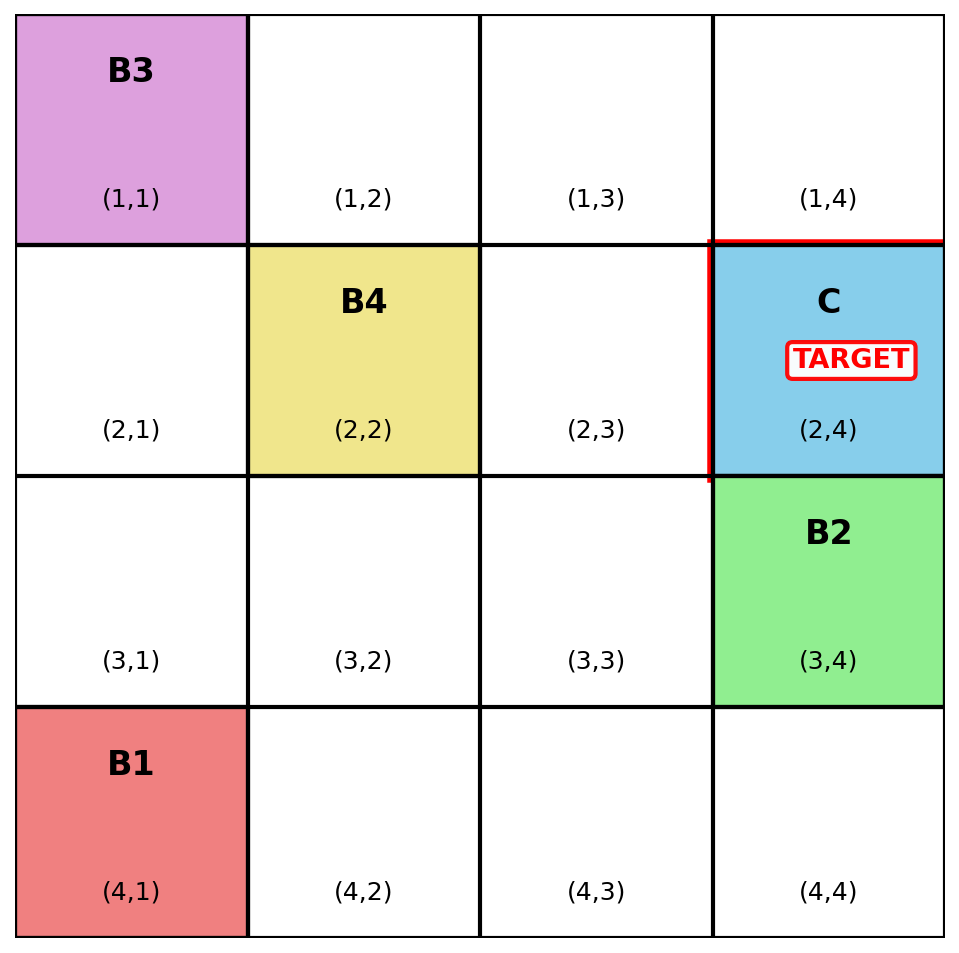 B3
(1,1)
(1,2)
(1,3)
(1,4)
B4
C
TARGET
(2,1)
(2,2)
(2,3)
(2,4)
B2
(3,1)
(3,2)
(3,3)
(3,4)
B1
(4,1)
(4,2)
(4,3)
(4,4)